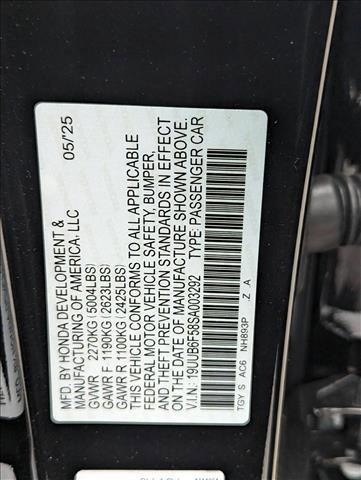 MFD. BY HONDA DEVELOPMENT & 05/'25
MANUFACTURING OF AMERICA, LLC
GVWR 2270KG (5004LBS)
GAWR F 1190KG (2623LBS)
GAWR R 1100KG (2425LBS)
THIS VEHICLE CONFORMS TO ALL APPLICABLE
FEDERAL MOTOR VEHICLE SAFETY, BUMPER,
AND THEFT PREVENTION STANDARDS IN EFFECT
ON THE DATE OF MANUFACTURE SHOWN ABOVE.
V.I.N.: 19UUB6F58SA003292 TYPE: PASSENGER CAR
TGY S AC6 NH893P .Z A